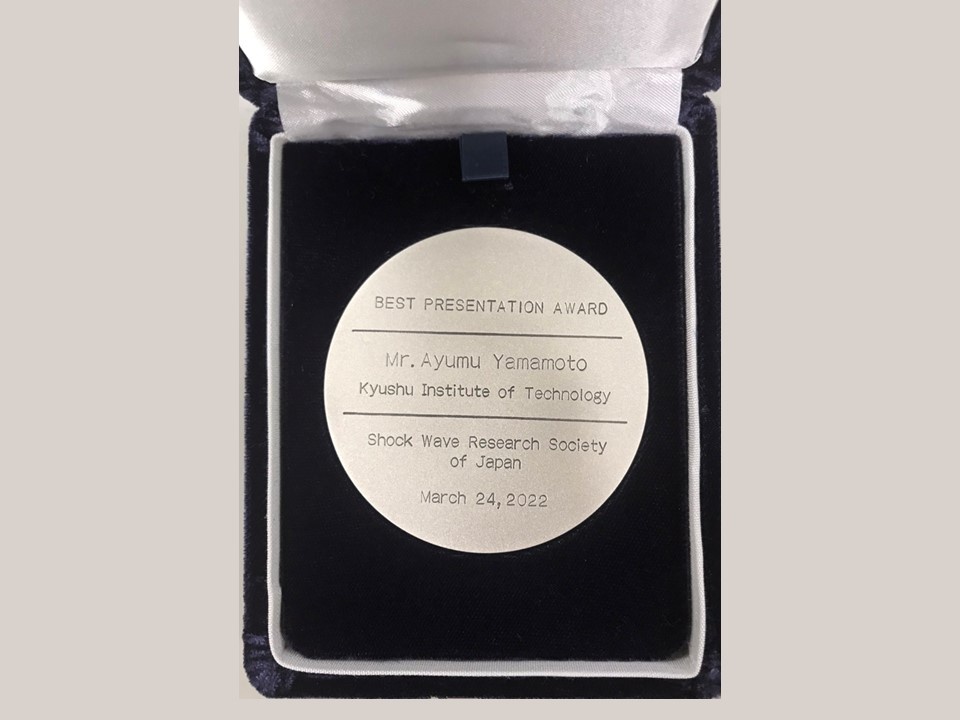 BEST PRESENTATION AWARD
Mr. Ayumu Yamamoto
Kyushu Institute of Technology
Shock Wave Research Society
of Japan
March 24, 2022